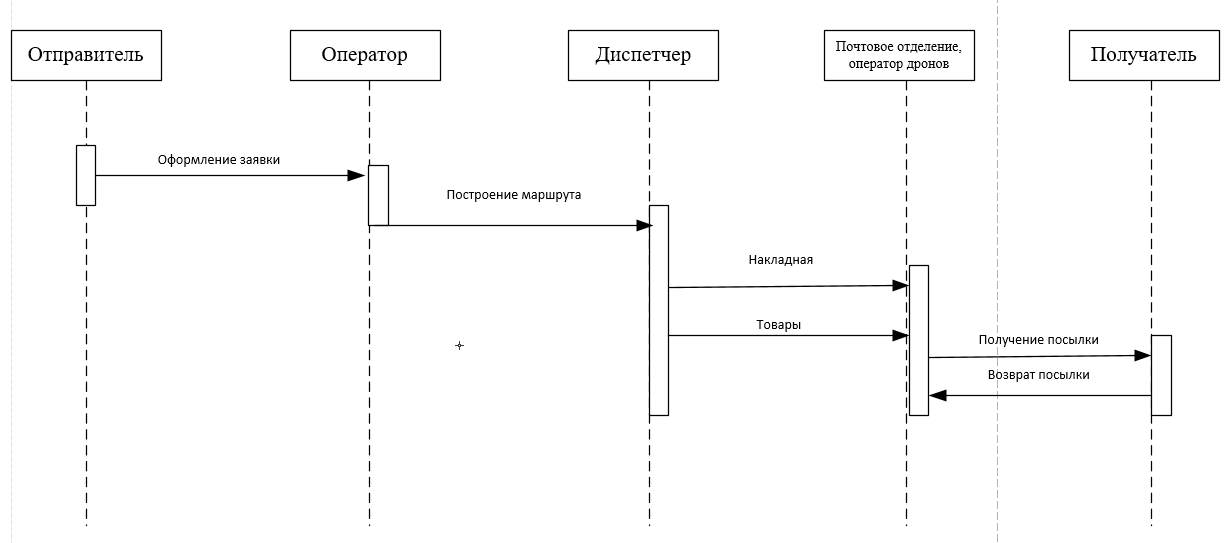 Отправитель
Оператор
Диспетчер
Почтовое отделение,
оператор дронов
Получатель
Оформление заявки
Построение маршрута
Накладная
Товары
Получение посылки
Возврат посылки